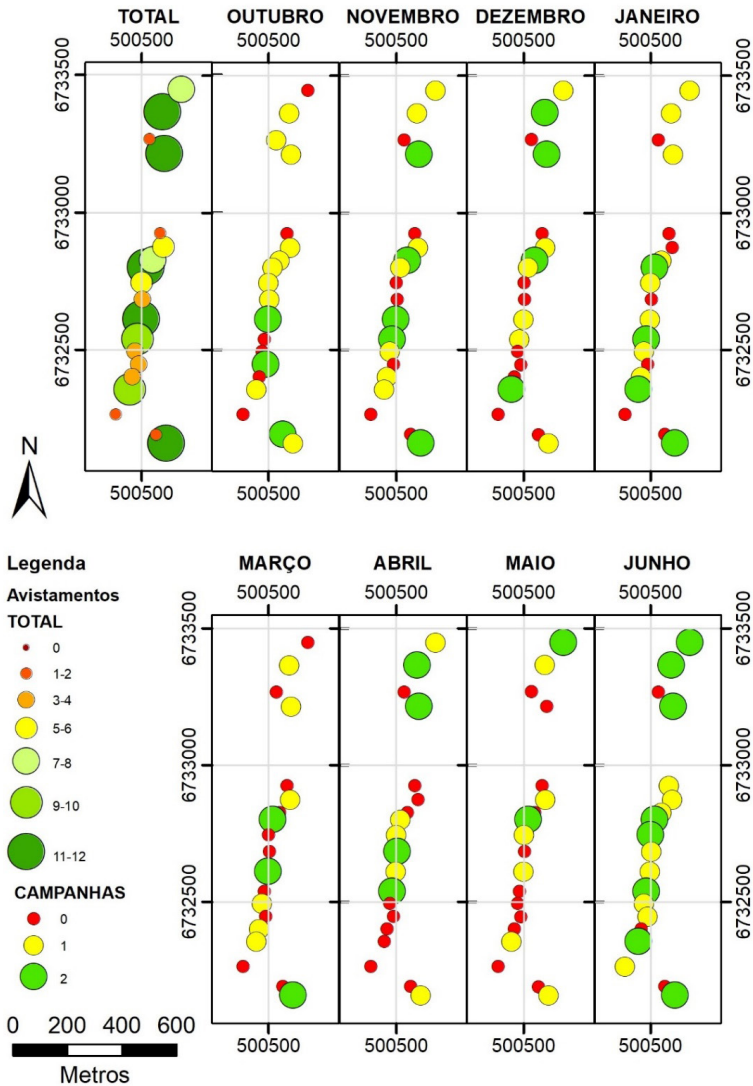 TOTAL OUTUBRO NOVEMBRO DEZEMBRO JANEIRO
500500 500500 500500 500500 500500
6733500 6733500
6733000 6733000
6732500 6732500
N
500500 500500 500500 500500 500500
Legenda
Avistamentos
TOTAL
0
1-2
3-4
5-6
7-8
9-10
11-12
CAMPANHAS
0
1
2
0 200 400 600
Metros
MARÇO ABRIL MAIO JUNHO
500500 500500 500500 500500
6733500 6733500
6733000 6733000
6732500 6732500
500500 500500 500500 500500